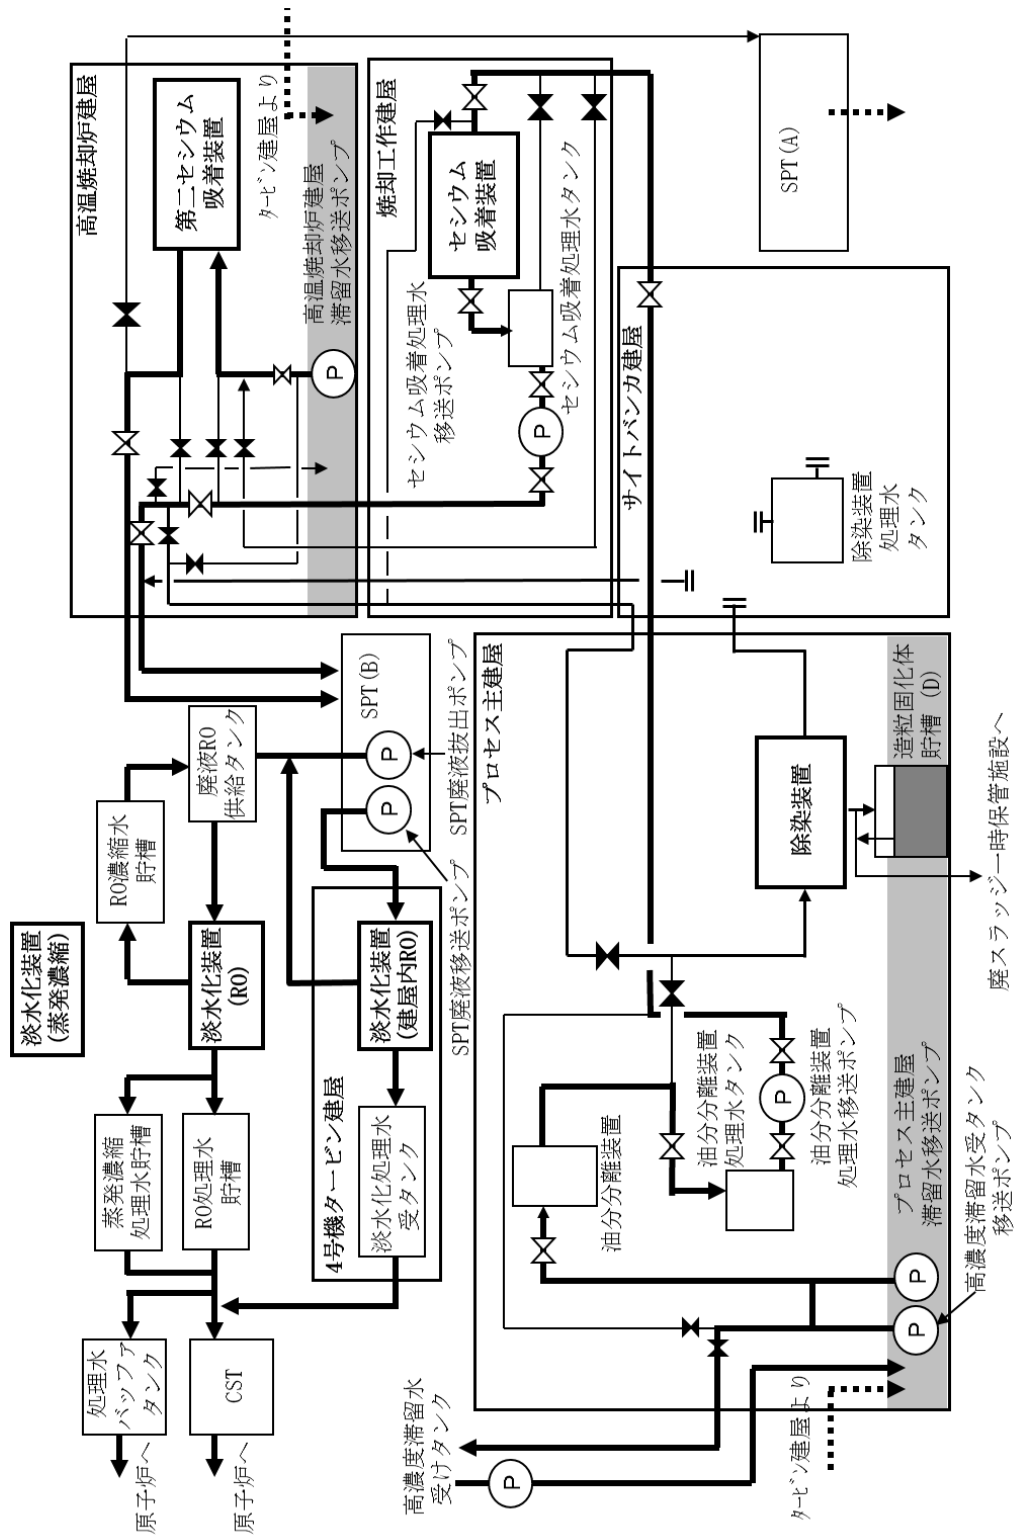 高温焼却炉建屋
第二セシウム
吸着装置
ﾀｰﾋﾞﾝ建屋より
高温焼却炉建屋
滞留水移送ポンプ
P
焼却工作建屋
セシウム
吸着装置
セシウム吸着処理水
移送ポンプ
P
セシウム吸着処理水タンク
SPT(A)
サイトバンカ建屋
除染装置
処理水
タンク
SPT(B)
P
P
SPT廃液抜出ポンプ
SPT廃液移送ポンプ
廃液RO
供給タンク
RO濃縮水
貯槽
淡水化装置
(蒸発濃縮)
淡水化装置
(RO)
淡水化装置
(建屋内RO)
4号機タービン建屋
淡水化処理水
受タンク
蒸発濃縮
処理水貯槽
RO処理水
貯槽
処理水
バッファ
タンク
CST
原子炉へ
原子炉へ
プロセス主建屋
造粒固化体
貯槽 (D)
除染装置
廃スラッジ一時保管施設へ
油分分離装置
油分分離装置
処理水タンク
油分分離装置
処理水移送ポンプ
P
プロセス主建屋
滞留水移送ポンプ
P
P
高濃度滞留水受タンク
移送ポンプ
高濃度滞留水
受けタンク
P
ﾀｰﾋﾞﾝ建屋より